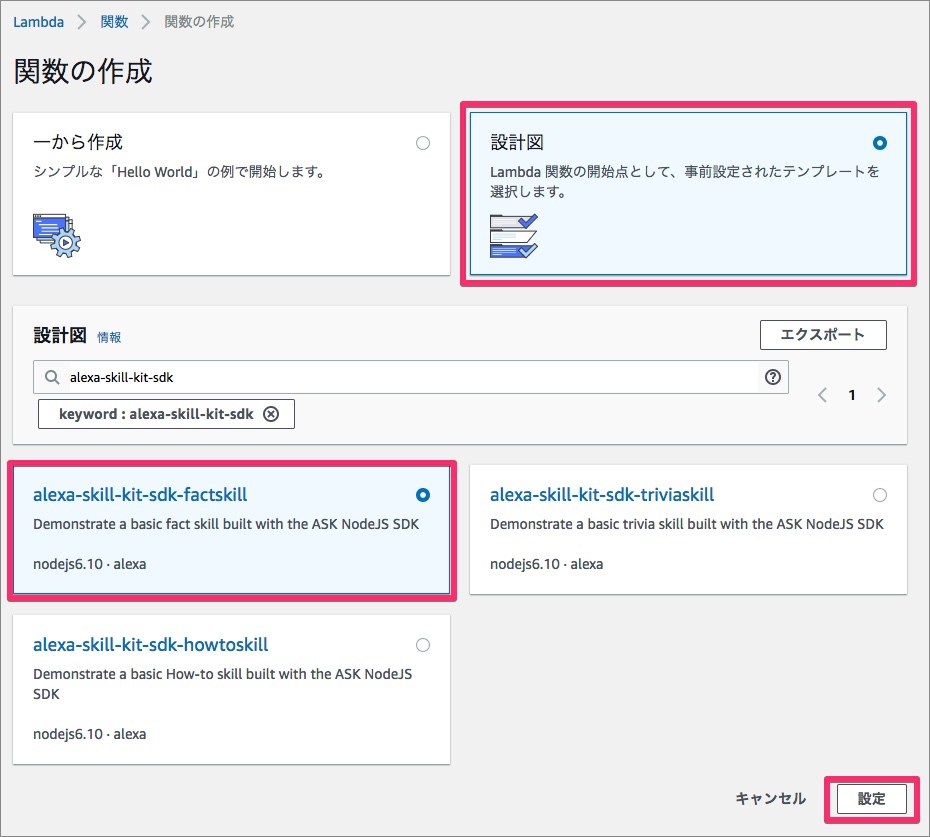 Lambda 関数 関数の作成
関数の作成
一から作成
シンプルな「Hello World」の例で開始します。
設計図
Lambda 関数の開始点として、事前設定されたテンプレートを
選択します。
設計図 情報
エクスポート
alexa-skill-kit-sdk
1
keyword : alexa-skill-kit-sdk
alexa-skill-kit-sdk-factskill
Demonstrate a basic fact skill built with the ASK NodeJS SDK
nodejs6.10 · alexa
alexa-skill-kit-sdk-triviaskill
Demonstrate a basic trivia skill built with the ASK NodeJS SDK
nodejs6.10 · alexa
alexa-skill-kit-sdk-howtoskill
Demonstrate a basic How-to skill built with the ASK NodeJS
SDK
nodejs6.10 · alexa
キャンセル
設定